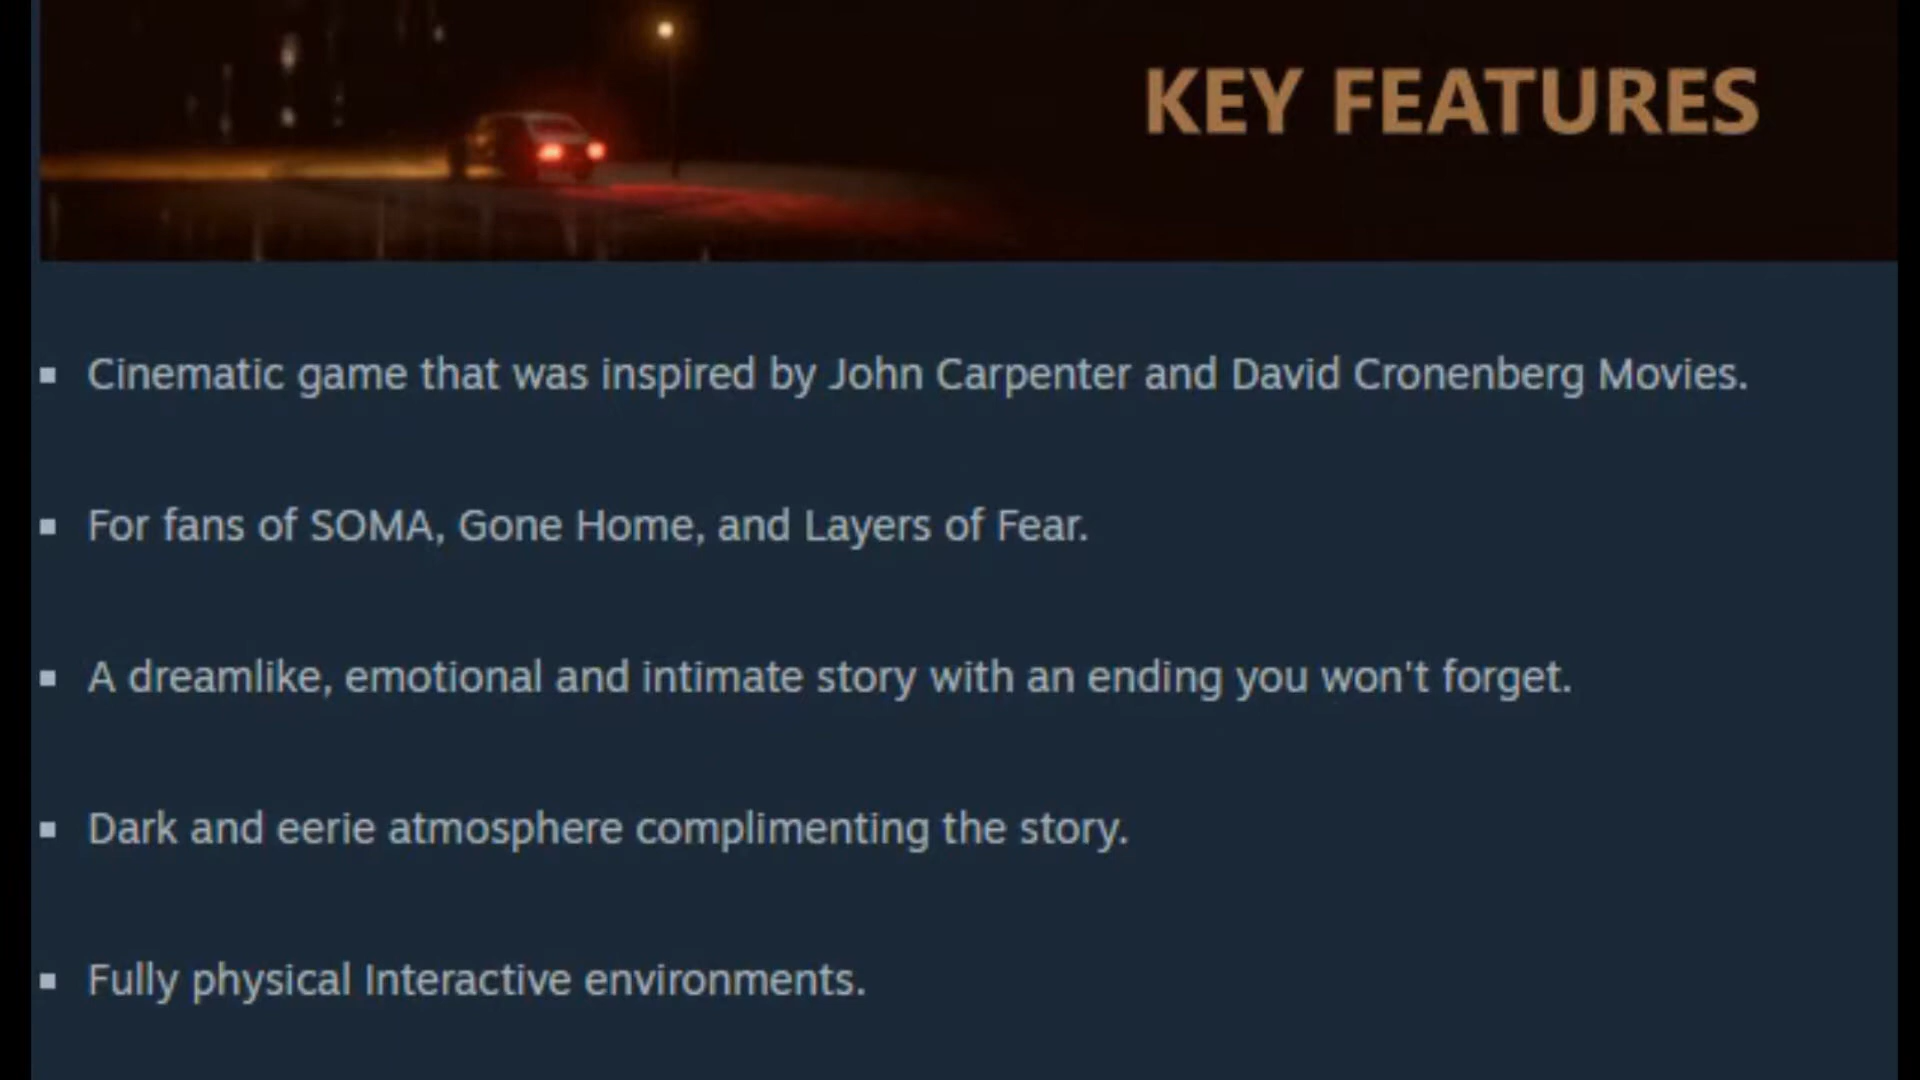 KEY FEATURES
Cinematic game that was inspired by John Carpenter and David Cronenberg Movies.
For fans of SOMA, Gone Home, and Layers of Fear.
A dreamlike, emotional and intimate story with an ending you won't forget.
Dark and eerie atmosphere complimenting the story.
Fully physical Interactive environments.